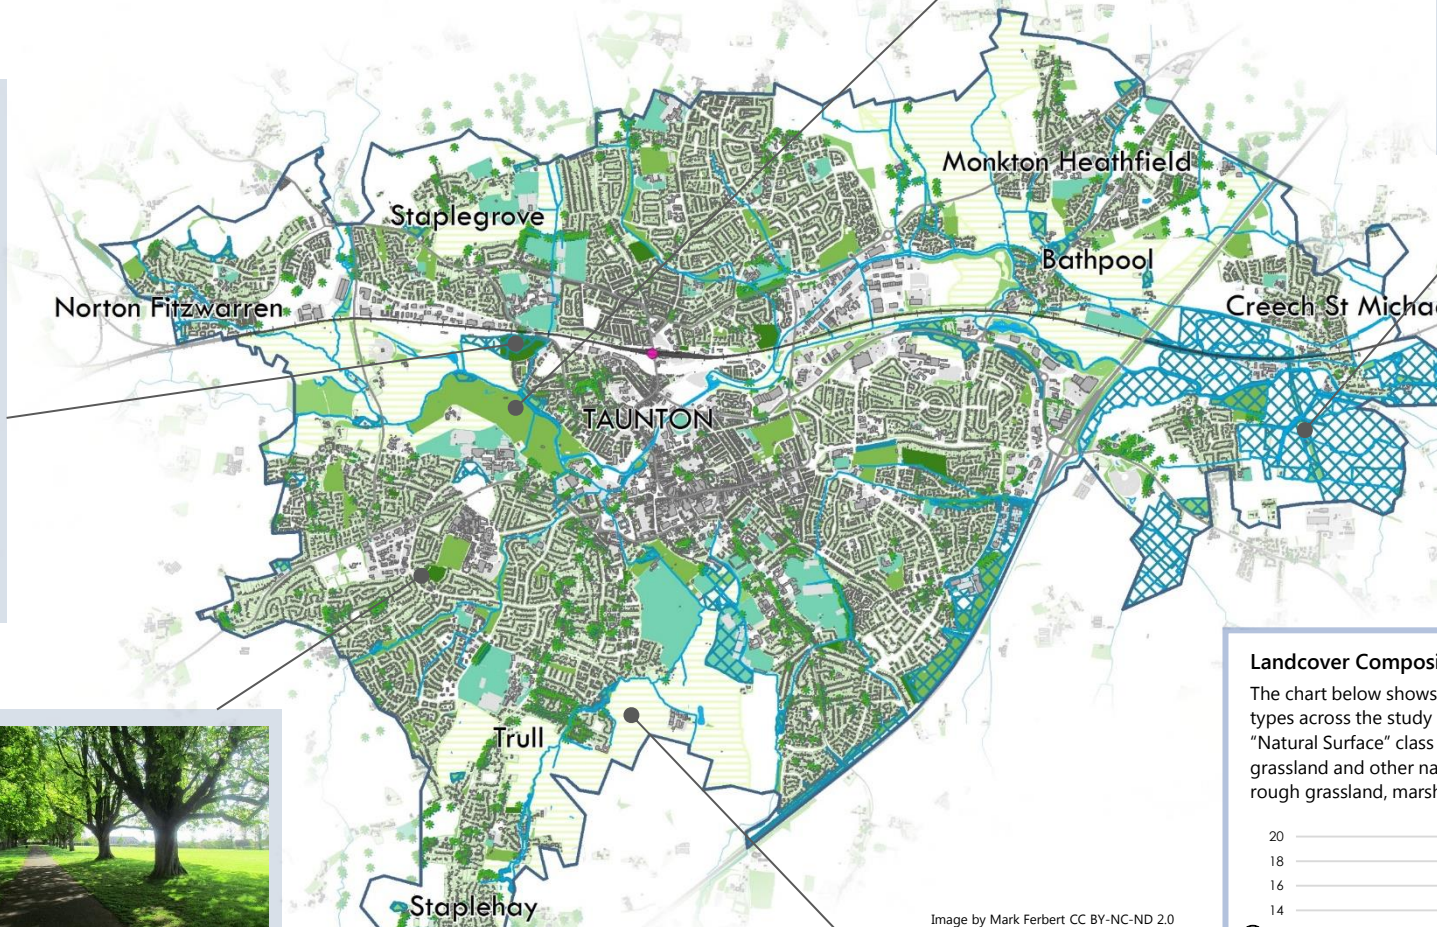 Monkton Heathfield
Staplegrove
Bathpool
Norton Fitzwarren
Creech St Micha
TAUNTON
Trull
Staplehay
Image by Mark Ferbert CC BY-NC-ND 2.0
Landcover Composi
The chart below shows
types across the study
"Natural Surface" class
grassland and other na
rough grassland, marsh
20
18
16
14